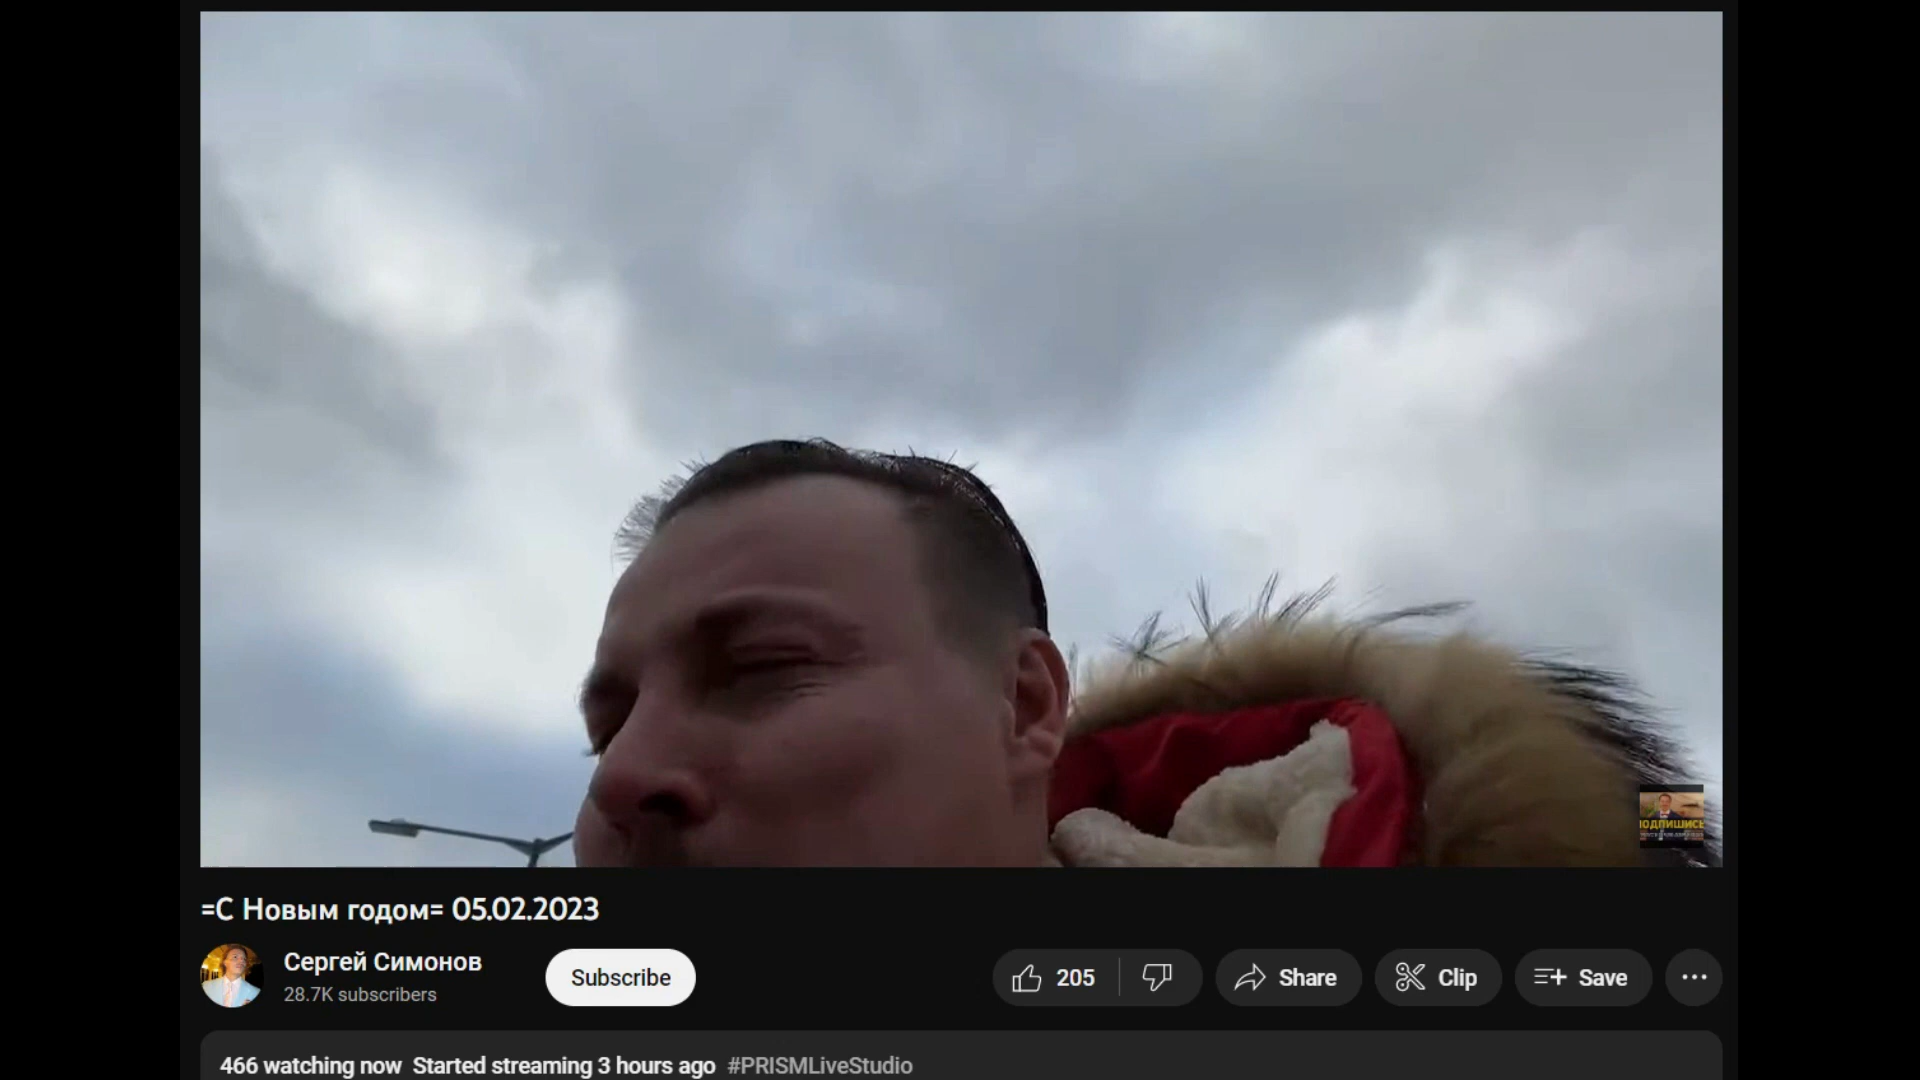 ПОДПИШИСЬ
=С Новым годом= 05.02.2023
Сергей Симонов
28.7K subscribers
Subscribe
205
Share
Clip
Save
466 watching now Started streaming 3 hours ago #PRISMLiveStudio